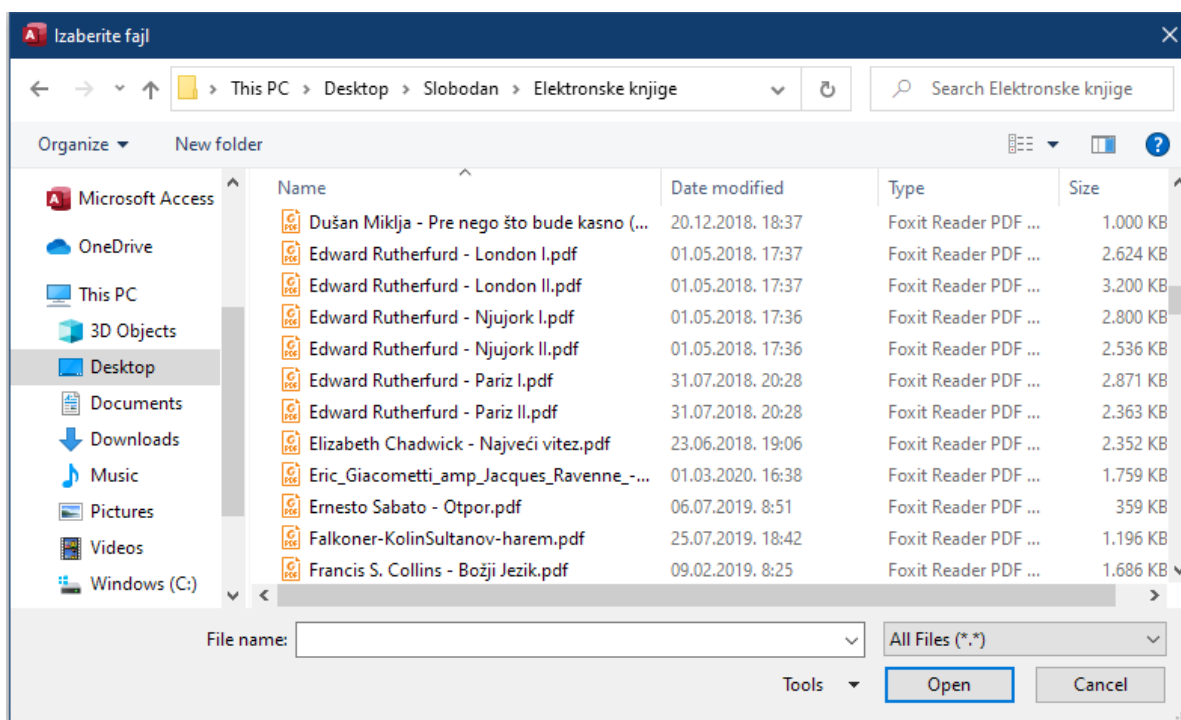 Izaberite fajl
This PC > Desktop > Slobodan > Elektronske knjige
Search Elektronske knjige
Organize
New folder
Microsoft Access
OneDrive
This PC
3D Objects
Desktop
Documents
Downloads
Music
Pictures
Videos
Windows (C:)
Name Date modified Type Size
Dušan Miklja - Pre nego što bude kasno (... 20.12.2018. 18:37 Foxit Reader PDF ... 1.000 KB
Edward Rutherfurd - London I.pdf 01.05.2018. 17:37 Foxit Reader PDF ... 2.624 KB
Edward Rutherfurd - London II.pdf 01.05.2018. 17:37 Foxit Reader PDF ... 3.200 KB
Edward Rutherfurd - Njujork I.pdf 01.05.2018. 17:36 Foxit Reader PDF ... 2.800 KB
Edward Rutherfurd - Njujork II.pdf 01.05.2018. 17:36 Foxit Reader PDF ... 2.536 KB
Edward Rutherfurd - Pariz I.pdf 31.07.2018. 20:28 Foxit Reader PDF ... 2.871 KB
Edward Rutherfurd - Pariz II.pdf 31.07.2018. 20:28 Foxit Reader PDF ... 2.363 KB
Elizabeth Chadwick - Najveći vitez.pdf 23.06.2018. 19:06 Foxit Reader PDF ... 2.352 KB
Eric_Giacometti_amp_Jacques_Ravenne_-... 01.03.2020. 16:38 Foxit Reader PDF ... 1.759 KB
Ernesto Sabato - Otpor.pdf 06.07.2019. 8:51 Foxit Reader PDF ... 359 KB
Falkoner-KolinSultanov-harem.pdf 25.07.2019. 18:42 Foxit Reader PDF ... 1.196 KB
Francis S. Collins - Božji Jezik.pdf 09.02.2019. 8:25 Foxit Reader PDF ... 1.686 KB
File name:
All Files (*.*)
Tools
Open
Cancel